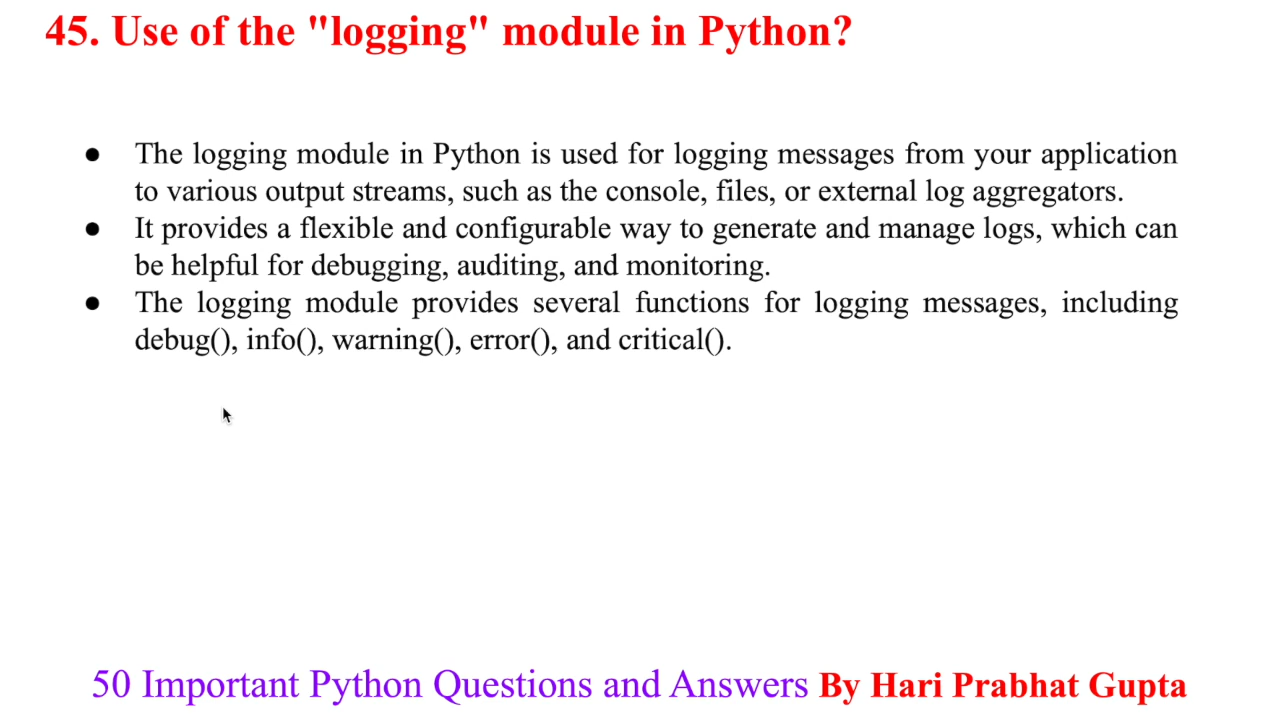 45. Use of the "logging" module in Python?
● The logging module in Python is used for logging messages from your application
to various output streams, such as the console, files, or external log aggregators.
● It provides a flexible and configurable way to generate and manage logs, which can
be helpful for debugging, auditing, and monitoring.
● The logging module provides several functions for logging messages, including
debug(), info(), warning(), error(), and critical().
50 Important Python Questions and Answers By Hari Prabhat Gupta